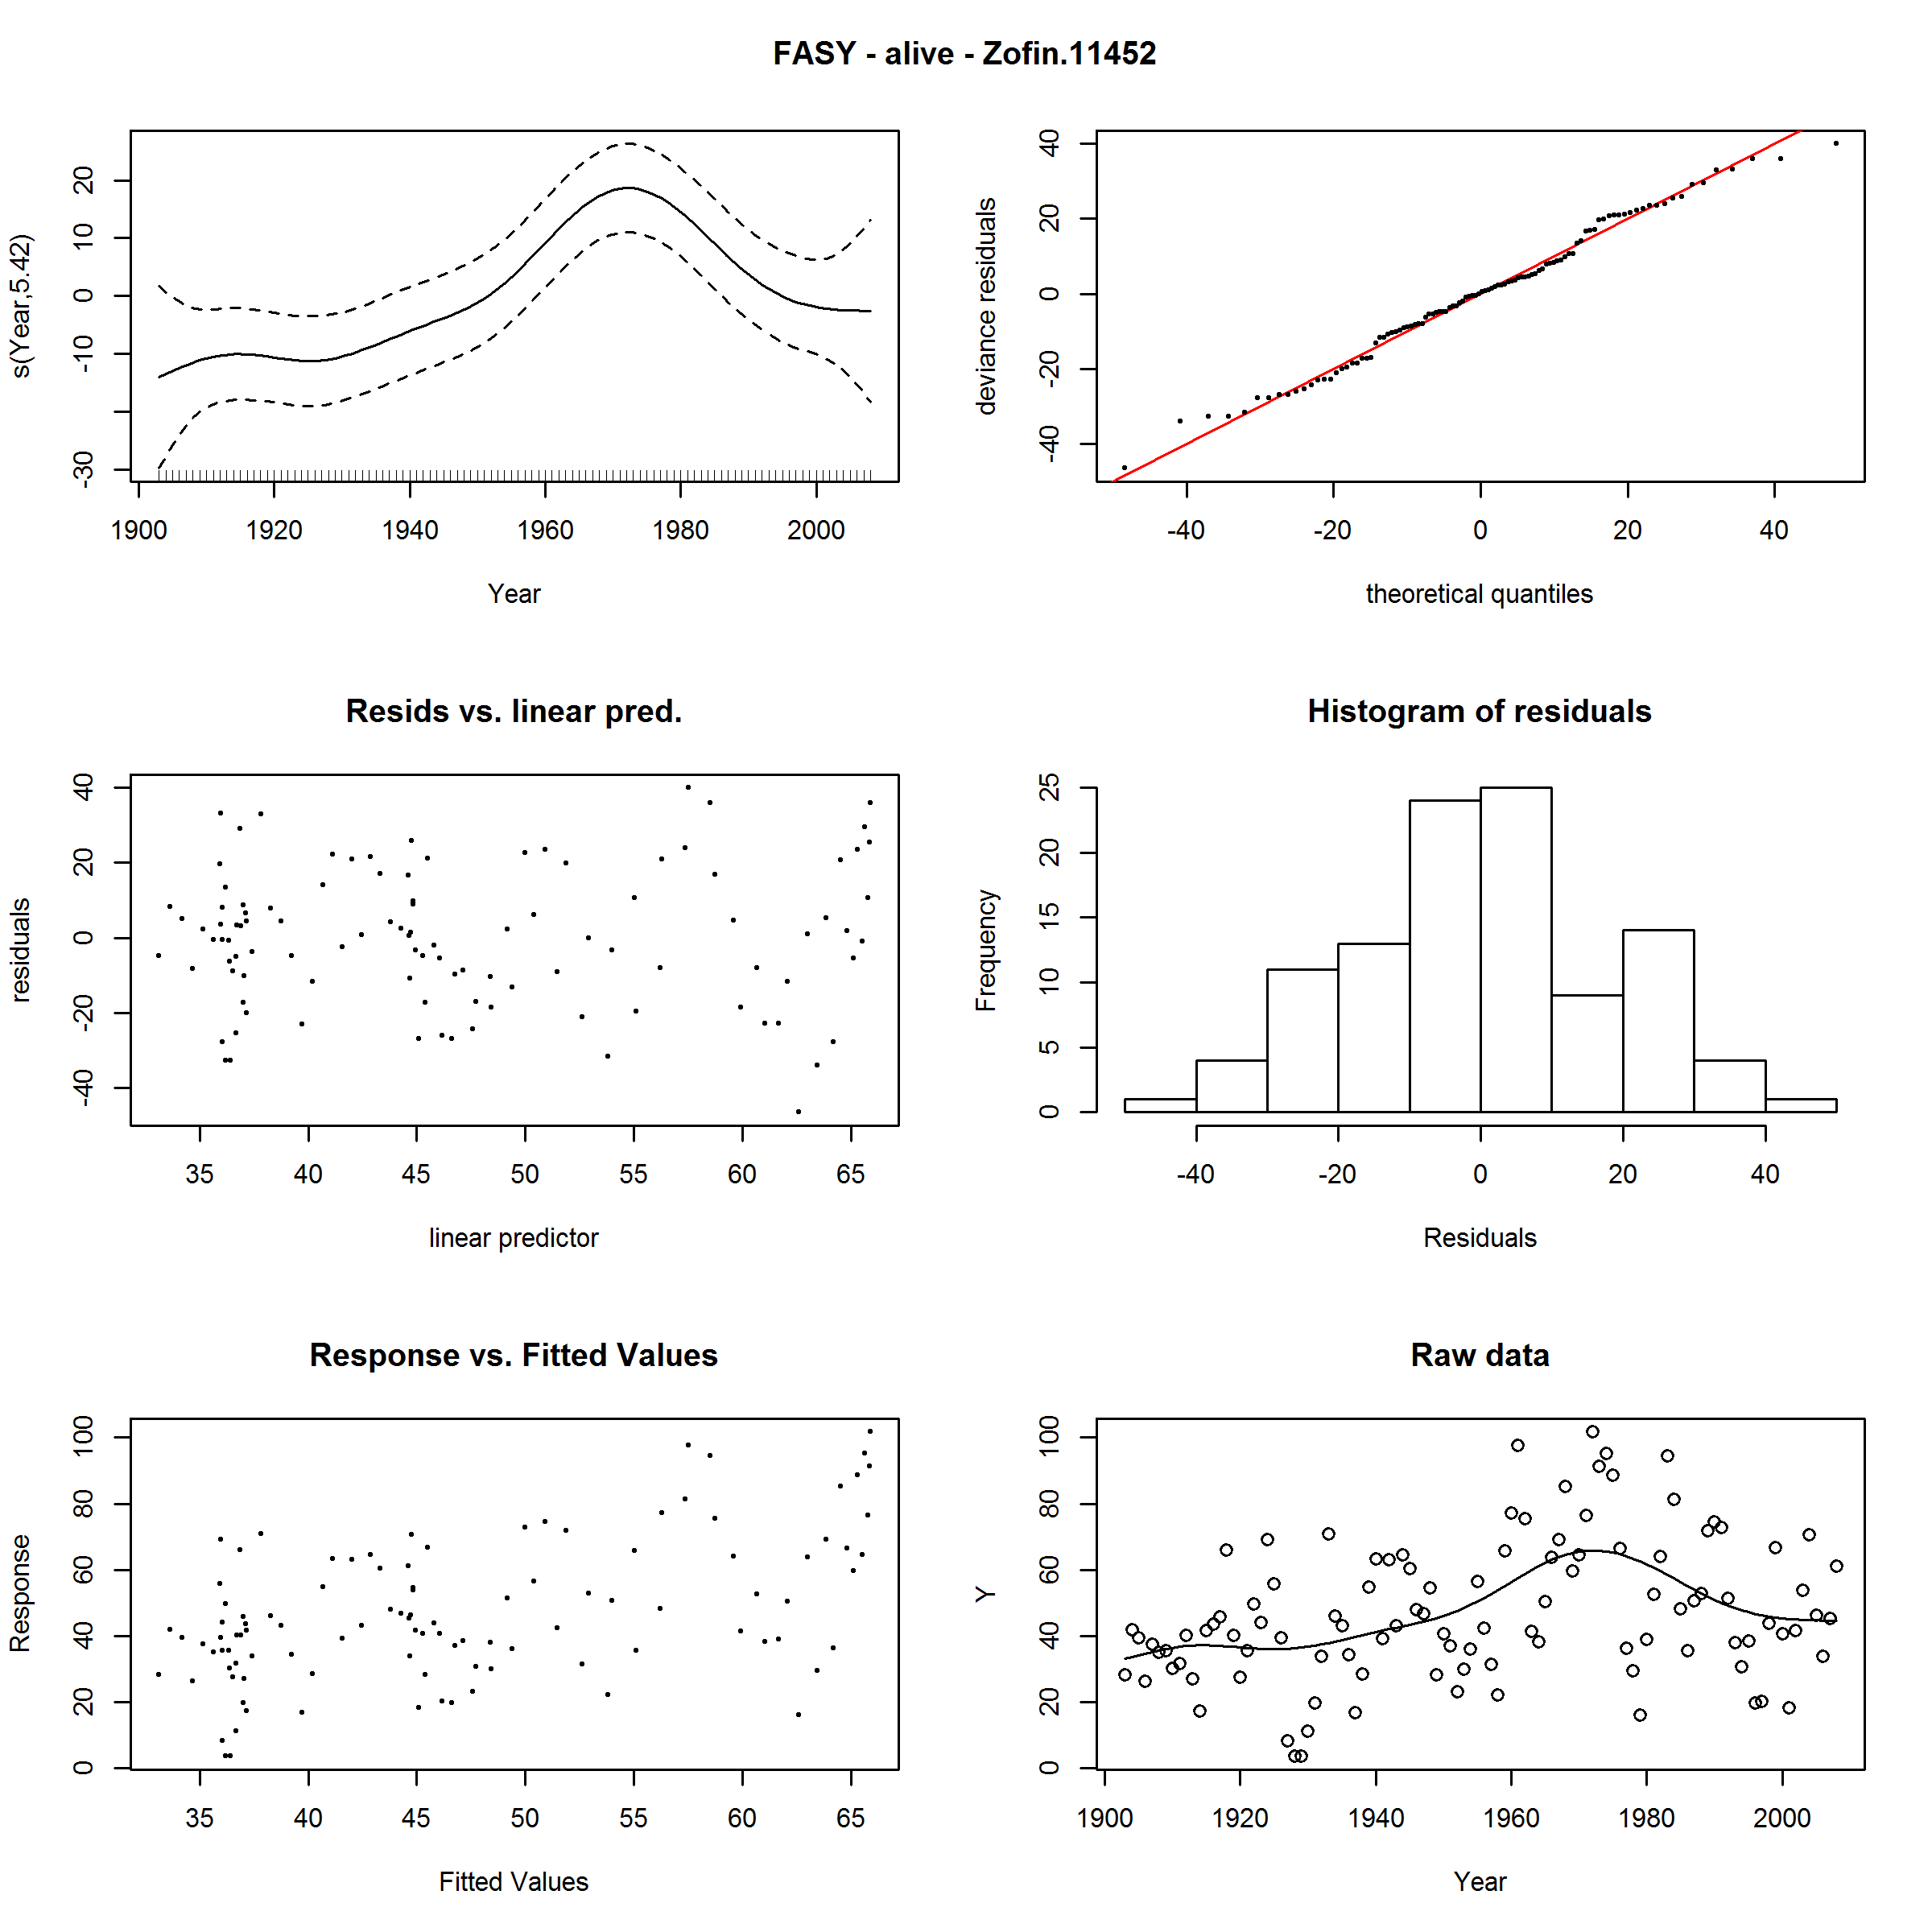 FASY - alive - Zofin.11452
s(Year,5.42)
-30 -10 0 10 20
1900 1920 1940 1960 1980 2000
Year
deviance residuals
-40 -20 0 20 40
-40 -20 0 20 40
theoretical quantiles
Resids vs. linear pred.
residuals
-40 -20 0 20 40
35 40 45 50 55 60 65
linear predictor
Histogram of residuals
Frequency
0 5 10 15 20 25
-40 -20 0 20 40
Residuals
Response vs. Fitted Values
Response
0 20 40 60 80 100
35 40 45 50 55 60 65
Fitted Values
Raw data
Y
0 20 40 60 80 100
1900 1920 1940 1960 1980 2000
Year